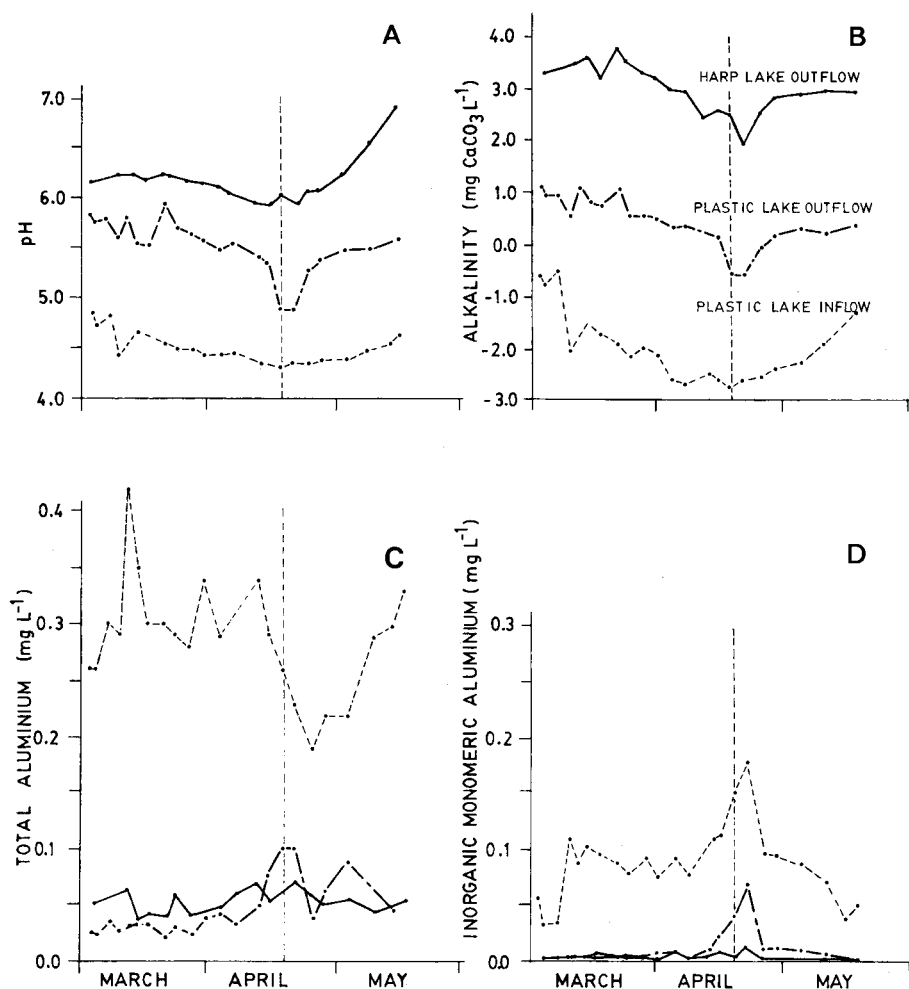 A
pH
7.0
6.0
5.0
4.0
B
ALKALINITY (mg CaCO₃L⁻¹)
4.0
3.0
2.0
1.0
0.0
-1.0
-2.0
-3.0
HARP LAKE OUTFLOW
PLASTIC LAKE OUTFLOW
PLASTIC LAKE INFLOW
C
TOTAL ALUMINIUM (mg L⁻¹)
0.4
0.3
0.2
0.1
0.0
MARCH APRIL MAY
D
INORGANIC MONOMERIC ALUMINIUM (mg L⁻¹)
0.3
0.2
0.1
0.0
MARCH APRIL MAY